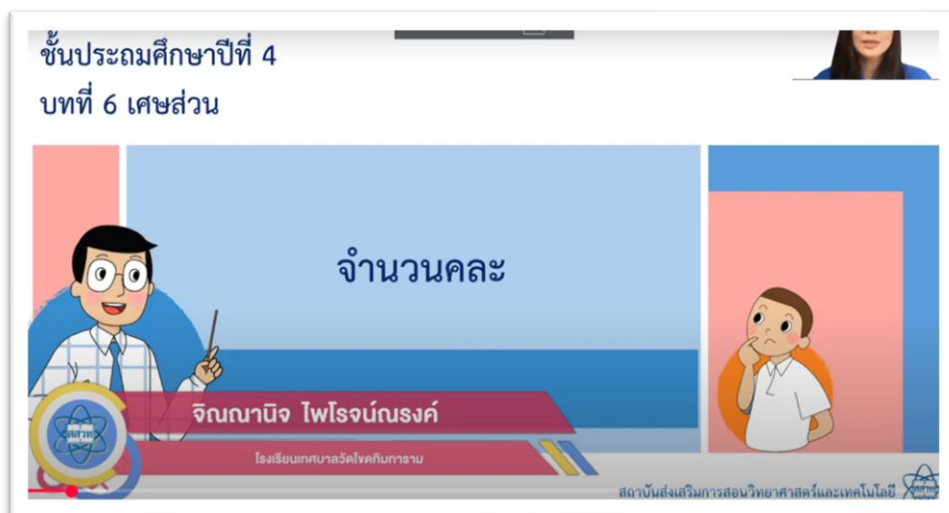 ชั้นประถมศึกษาปีที่ 4
บทที่ 6 เศษส่วน
จำนวนคละ
จิณณานิจ ไพโรจน์ณรงค์
โรงเรียนเทศบาลวัดโขดทิมทาราม
สสวท
สถาบันส่งเสริมการสอนวิทยาศาสตร์และเทคโนโลยี